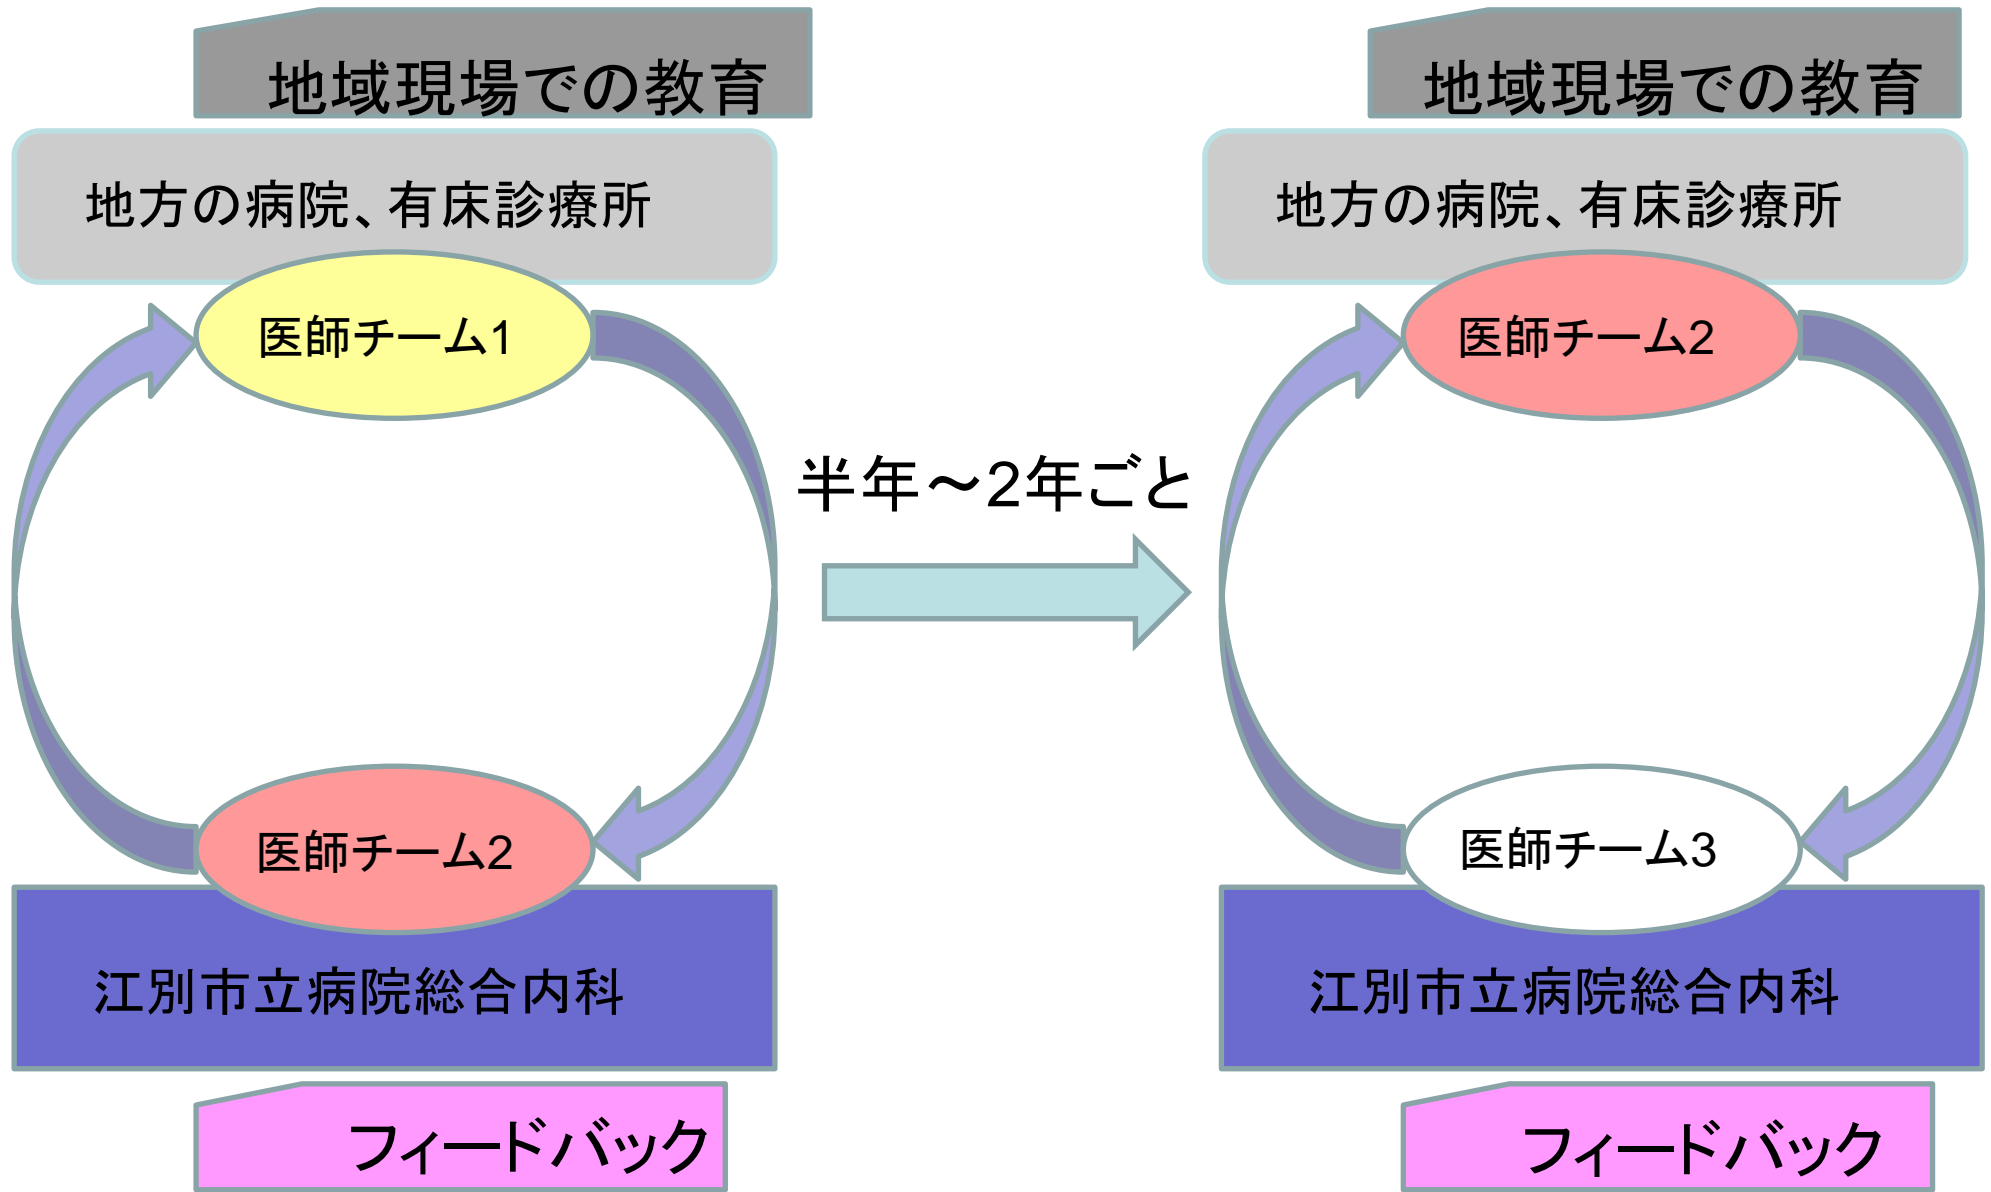 地域現場での教育
地方の病院、有床診療所
医師チーム1
医師チーム2
江別市立病院総合内科
フィードバック
半年～2年ごと
地域現場での教育
地方の病院、有床診療所
医師チーム2
医師チーム3
江別市立病院総合内科
フィードバック